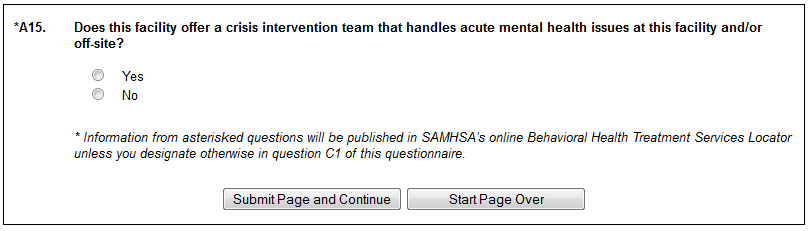 *A15. Does this facility offer a crisis intervention team that handles acute mental health issues at this facility and/or
off-site?
Yes
No
* Information from asterisked questions will be published in SAMHSA's online Behavioral Health Treatment Services Locator
unless you designate otherwise in question C1 of this questionnaire.
Submit Page and Continue Start Page Over